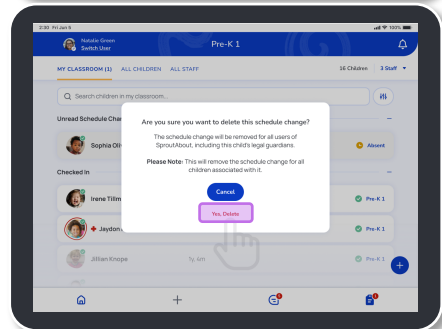 2:30 Fri Jun 5
100%
Natalie Green
Switch User
Pre-K 1
MY CLASSROOM (1) ALL CHILDREN ALL STAFF
16 Children 3 Staff
Search children in my classroom...
Unread Schedule Chan
Sophia Oli
Absent
Checked In
Irene Tillm
Pre-K 1
Jaydon
Pre-K 1
Jillian Knope
7y 4m
Pre-K 1
Are you sure you want to delete this schedule change?
The schedule change will be removed for all users of
SproutAbout, including this child's legal guardians.
Please Note: This will remove the schedule change for all
children associated with it.
Cancel
Yes, Delete